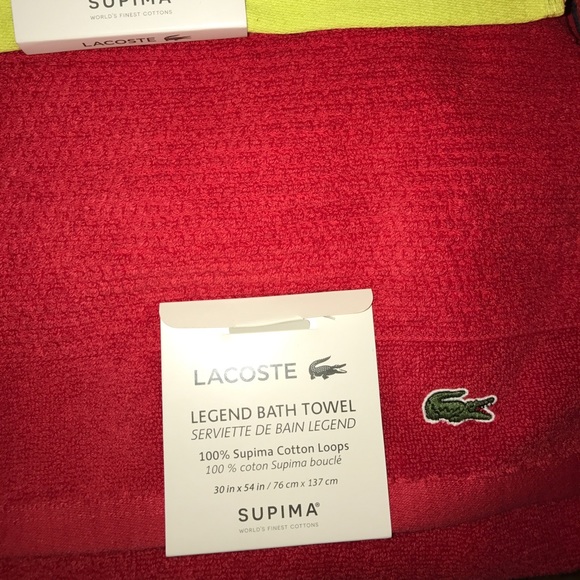 SUPIMA®
WORLD'S FINEST COTTONS
LACOSTE
LACOSTE
LEGEND BATH TOWEL
SERVIETTE DE BAIN LEGEND
100% Supima Cotton Loops
100 % coton Supima bouclé
30 in x 54 in / 76 cm x 137 cm
SUPIMA®
WORLD'S FINEST COTTONS